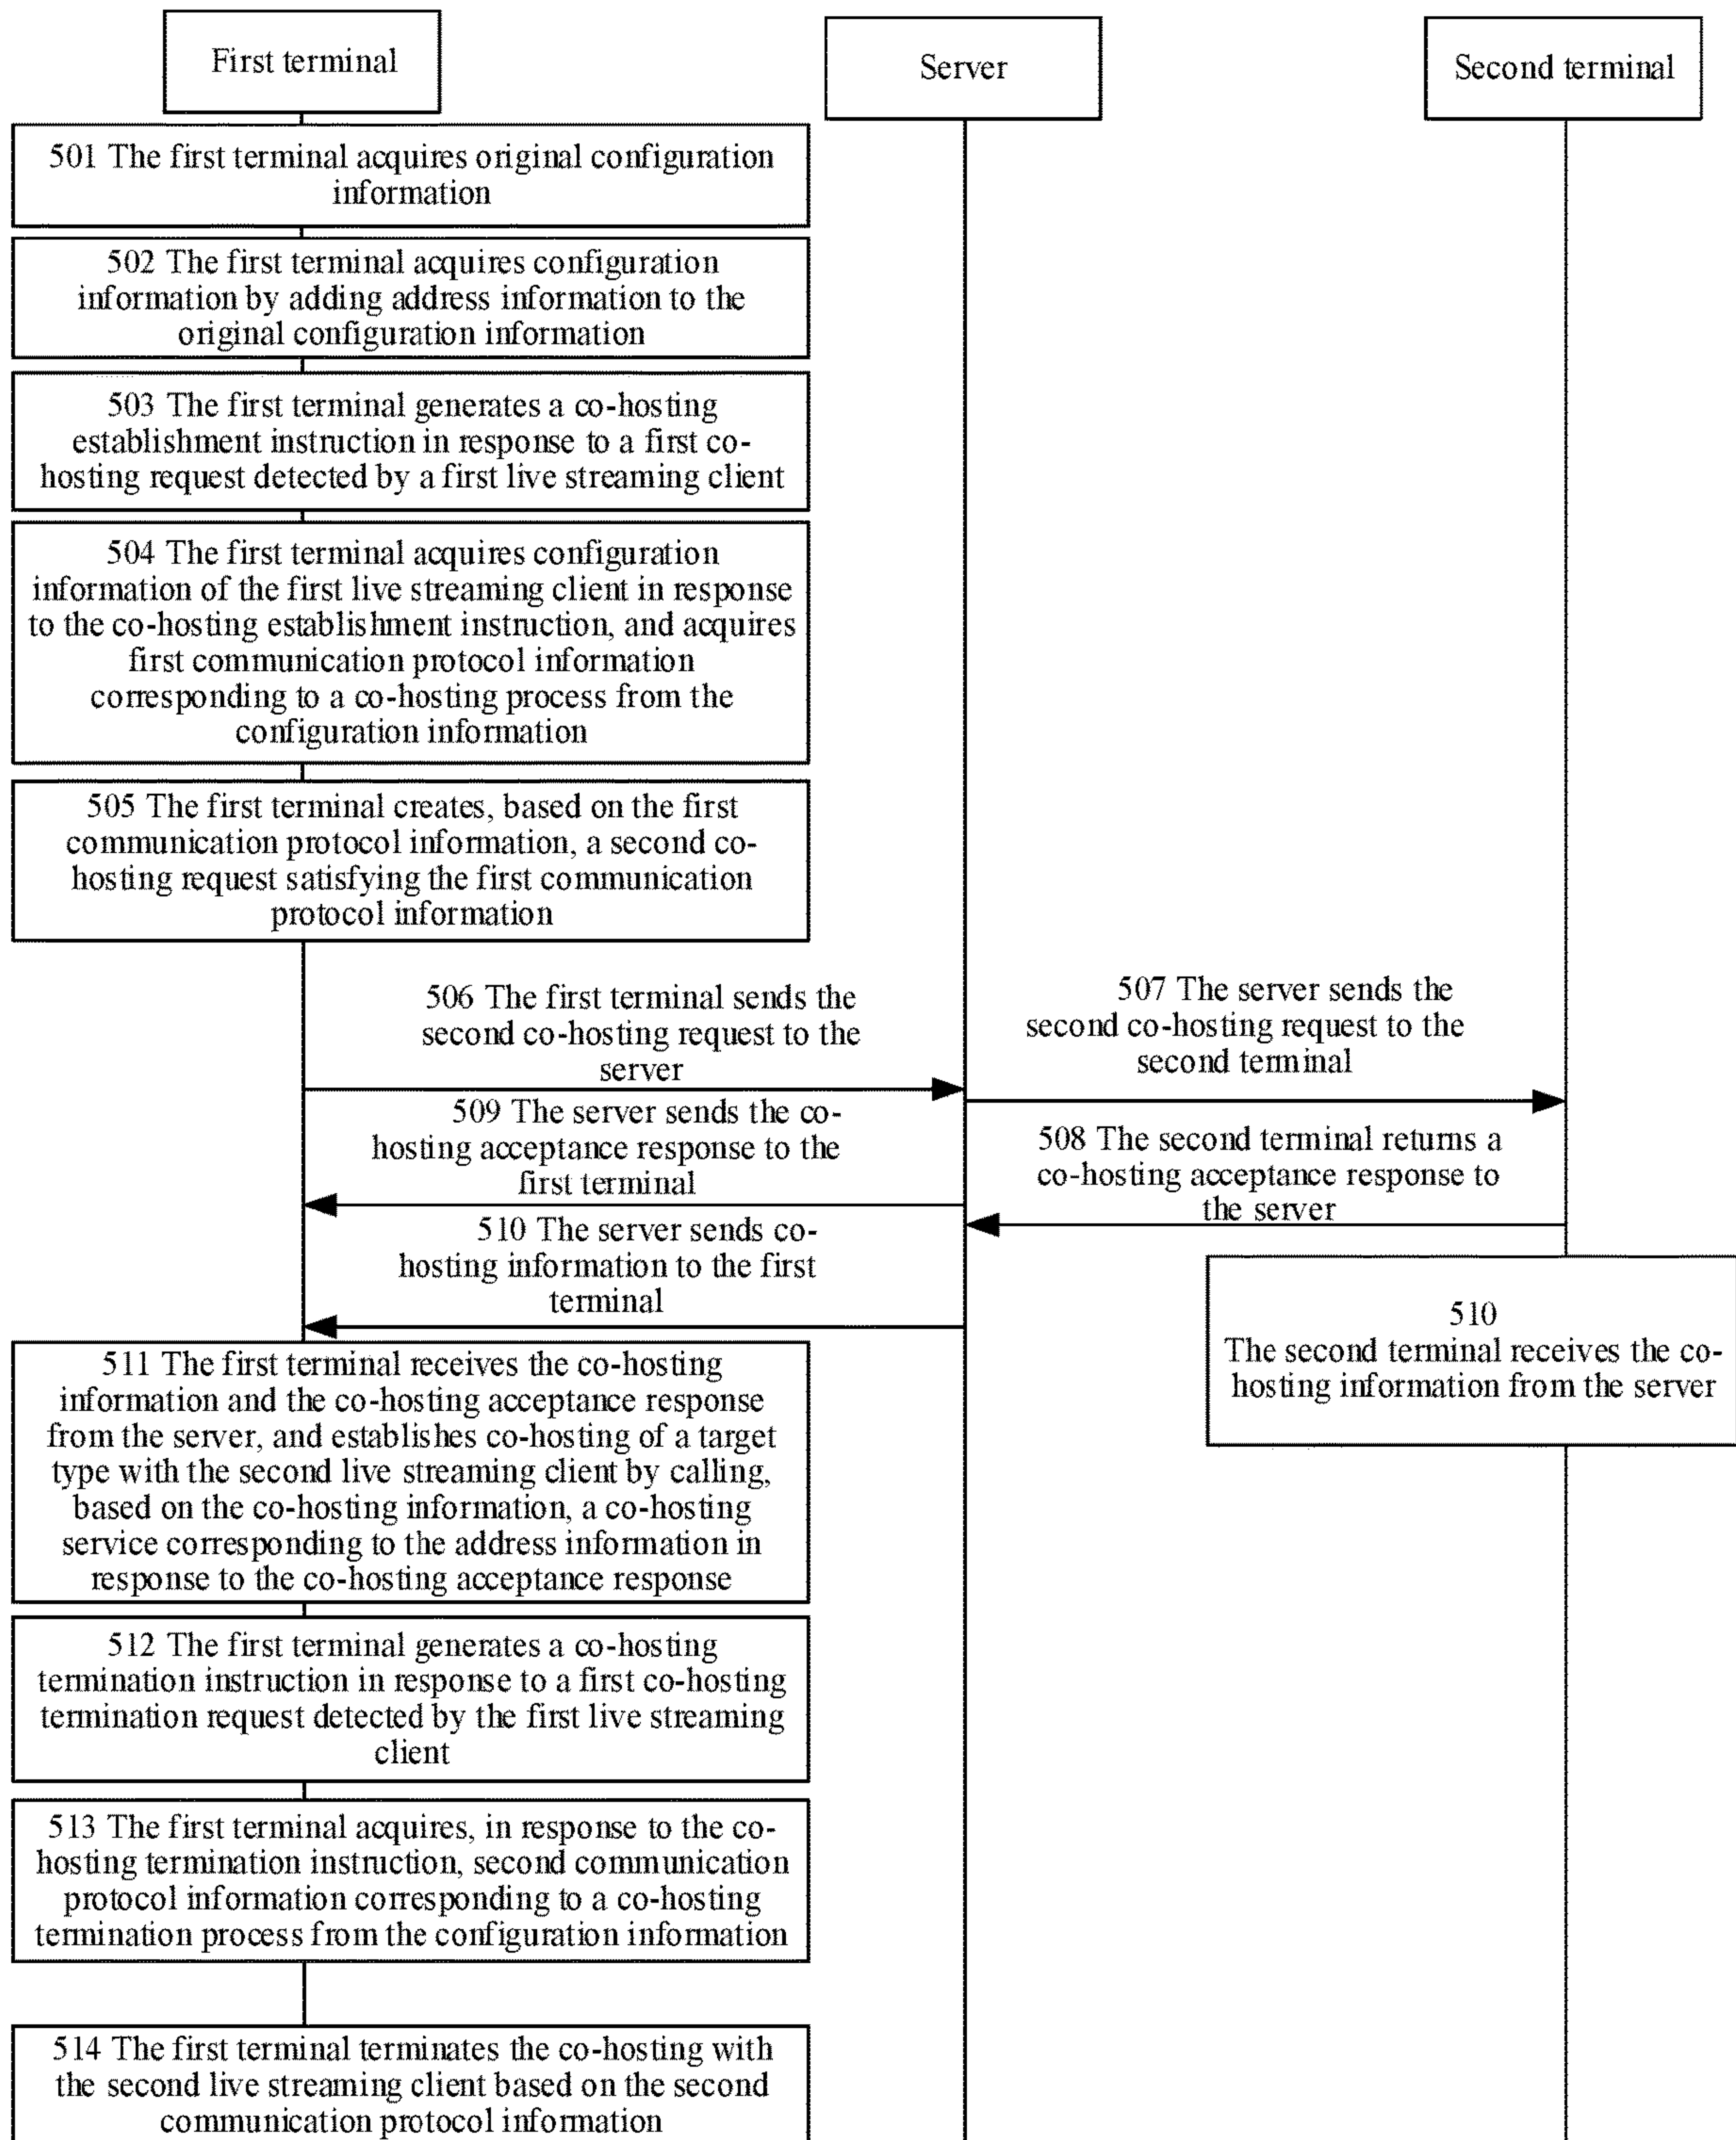 First terminal
Server
Second terminal
501 The first terminal acquires original configuration
information
502 The first terminal acquires configuration
information by adding address information to the
original configuration information
503 The first terminal generates a co-hosting
establishment instruction in response to a first co-
hosting request detected by a first live streaming client
504 The first terminal acquires configuration
information of the first live streaming client in response
to the co-hosting establishment instruction, and acquires
first communication protocol information
corresponding to a co-hosting process from the
configuration information
505 The first terminal creates, based on the first
communication protocol information, a second co-
hosting request satisfying the first communication
protocol information
506 The first terminal sends the
second co-hosting request to the
server
507 The server sends the
second co-hosting request to the
second terminal
509 The server sends the co-
hosting acceptance response to the
first terminal
508 The second terminal returns a
co-hosting acceptance response to
the server
510 The server sends co-
hosting information to the first
terminal
510
The second terminal receives the co-
hosting information from the server
511 The first terminal receives the co-hosting
information and the co-hosting acceptance response
from the server, and establishes co-hosting of a target
type with the second live streaming client by calling,
based on the co-hosting information, a co-hosting
service corresponding to the address information in
response to the co-hosting acceptance response
512 The first terminal generates a co-hosting
termination instruction in response to a first co-hosting
termination request detected by the first live streaming
client
513 The first terminal acquires, in response to the co-
hosting termination instruction, second communication
protocol information corresponding to a co-hosting
termination process from the configuration information
514 The first terminal terminates the co-hosting with
the second live streaming client based on the second
communication protocol information